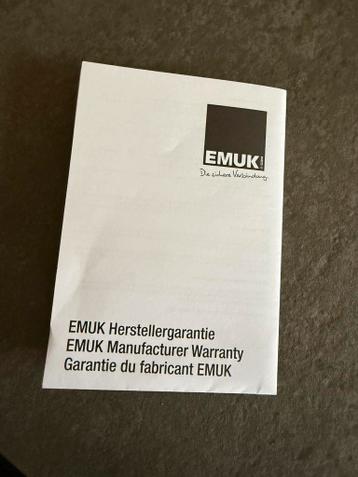 EMUK
Die sichere Verbindung
EMUK Herstellergarantie
EMUK Manufacturer Warranty
Garantie du fabricant EMUK